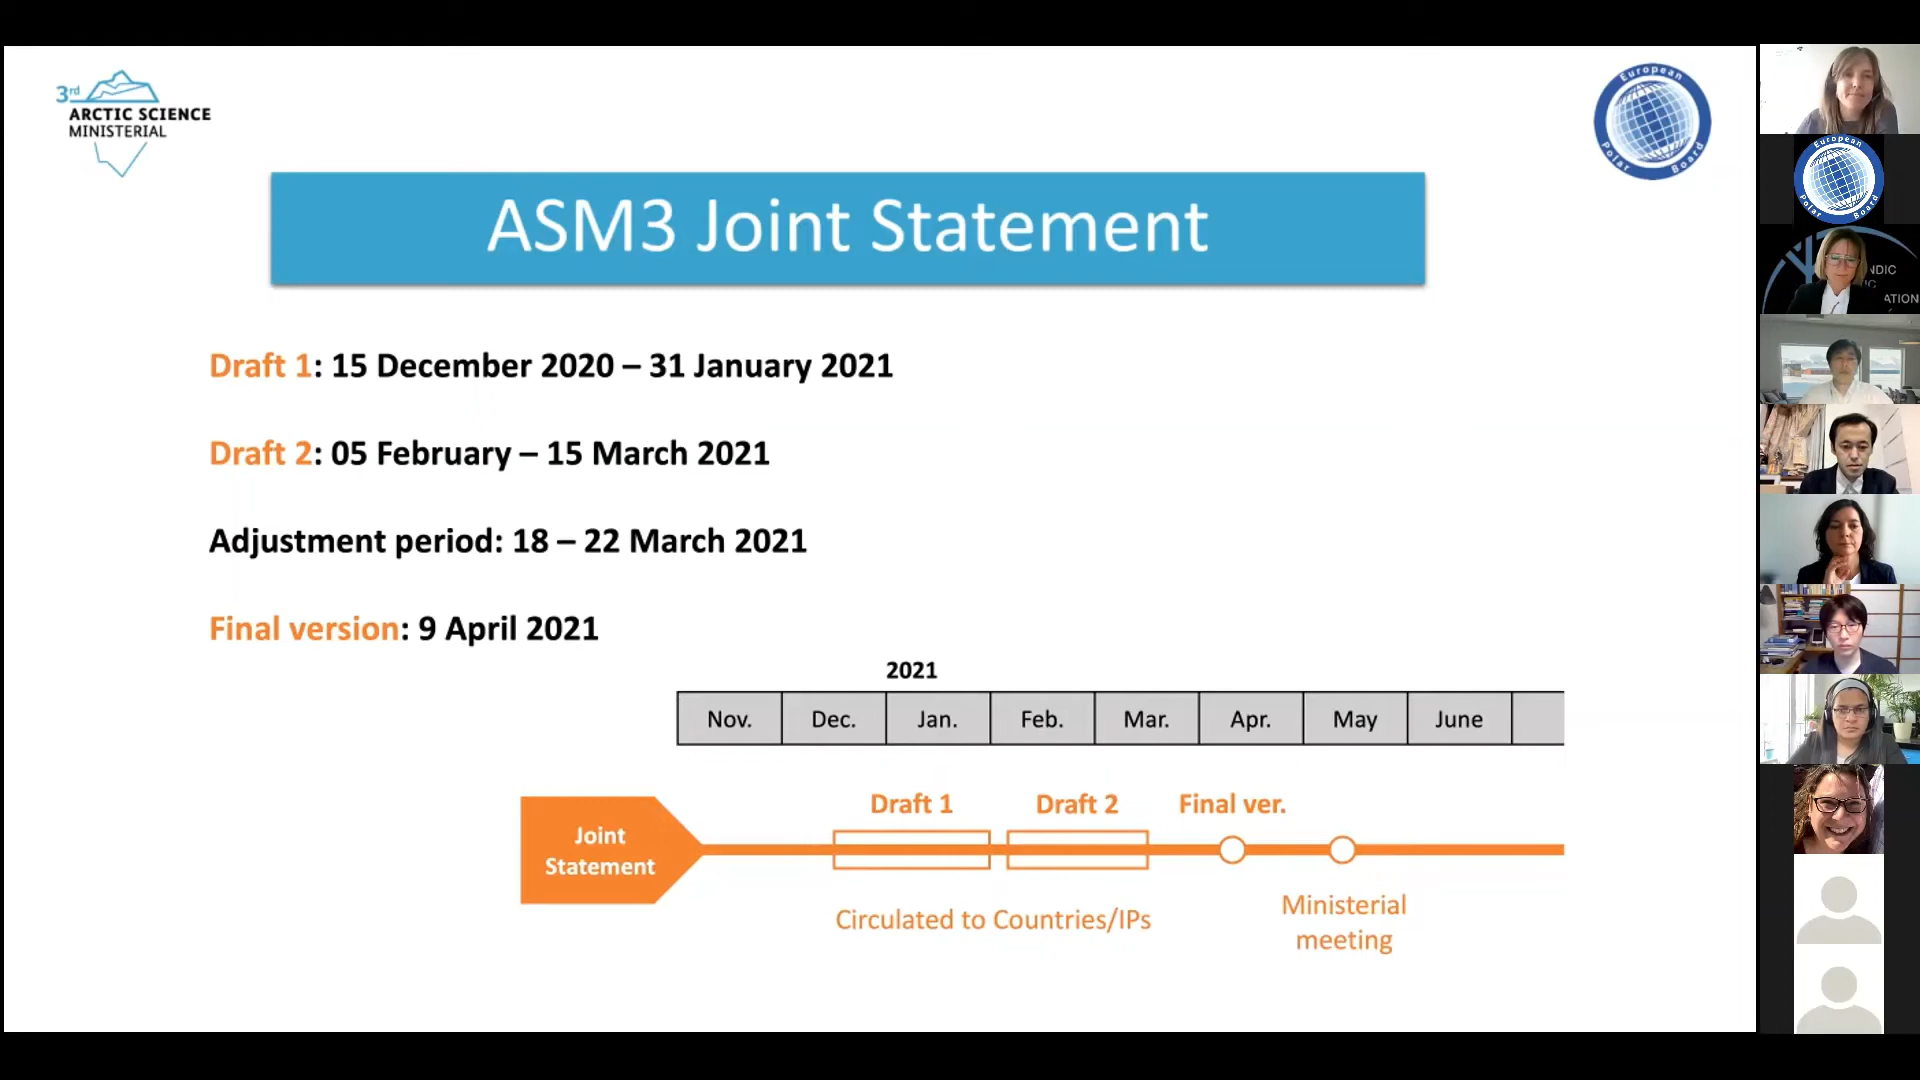 3rd
ARCTIC SCIENCE
MINISTERIAL
European
Polar Board
ASM3 Joint Statement
Draft 1: 15 December 2020 – 31 January 2021
Draft 2: 05 February – 15 March 2021
Adjustment period: 18 – 22 March 2021
Final version: 9 April 2021
2021
Nov. Dec. Jan. Feb. Mar. Apr. May June
Draft 1 Draft 2 Final ver.
Joint
Statement
Circulated to Countries/IPs
Ministerial
meeting
European
Polar Board
NDIC
IC
ATION